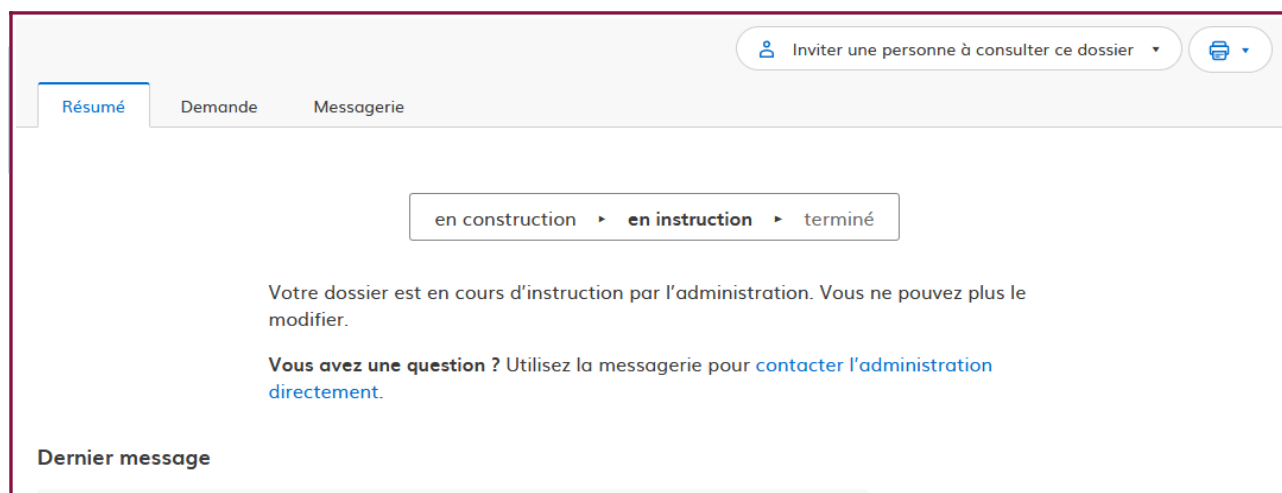 Inviter une personne à consulter ce dossier
Résumé Demande Messagerie
en construction ▸ en instruction ▸ terminé
Votre dossier est en cours d’instruction par l’administration. Vous ne pouvez plus le
modifier.
Vous avez une question ? Utilisez la messagerie pour contacter l’administration
directement.
Dernier message